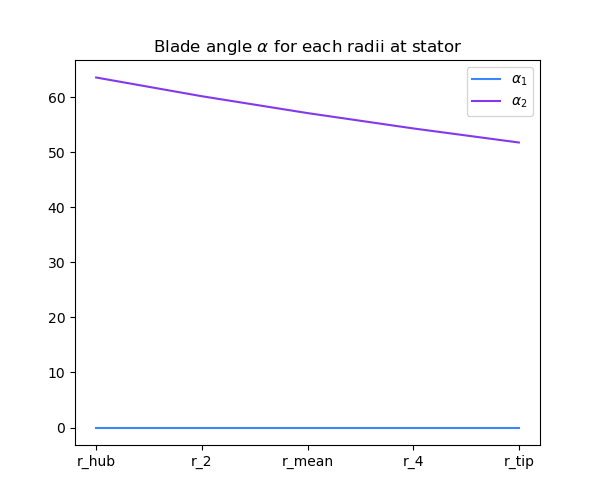 Blade angle α for each radii at stator
α₁
α₂
60
50
40
30
20
10
0
r_hub r_2 r_mean r_4 r_tip